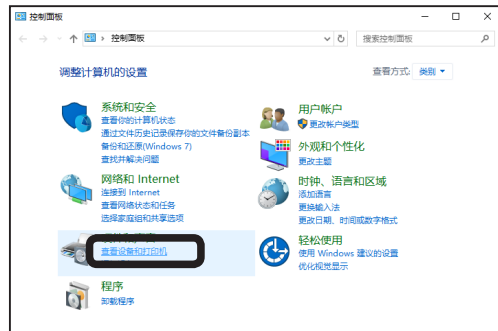 控制面板
控制面板
搜索控制面板
调整计算机的设置
查看方式: 类别
系统和安全
查看你的计算机状态
通过文件历史记录保存你的文件备份副本
备份和还原(Windows 7)
查找并解决问题
网络和 Internet
连接到 Internet
查看网络状态和任务
选择家庭组和共享选项
查看设备和打印机
程序
卸载程序
用户帐户
更改帐户类型
外观和个性化
更改主题
时钟、语言和区域
添加语言
更换输入法
更改日期、时间或数字格式
轻松使用
使用 Windows 建议的设置
优化视觉显示